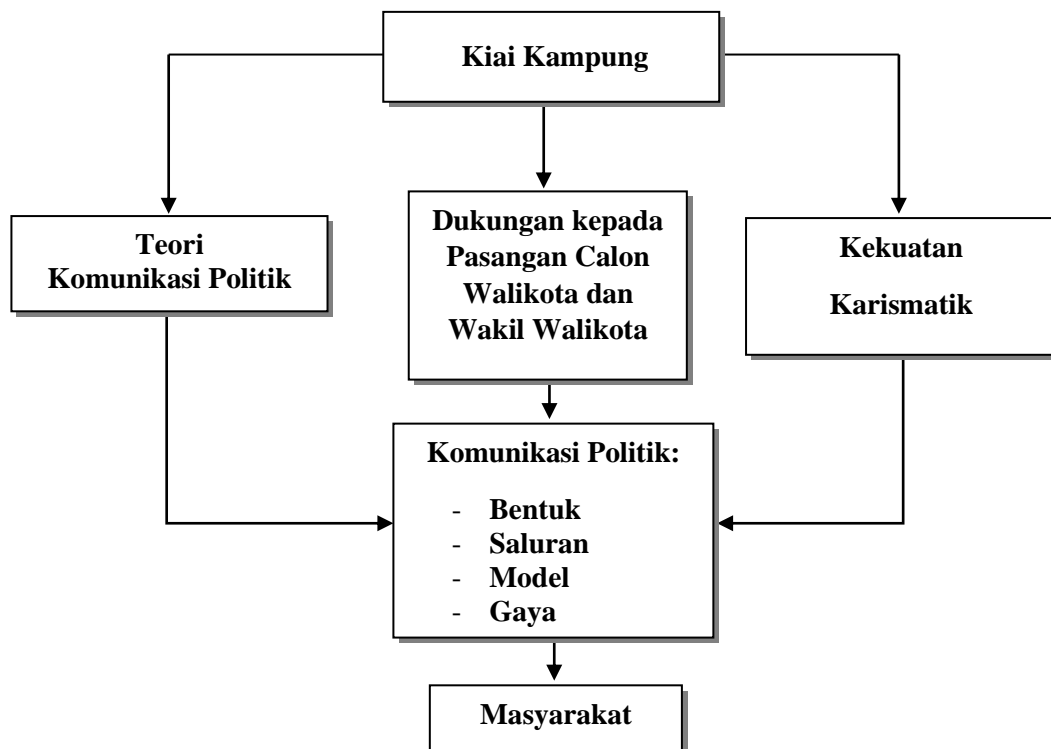 Kiai Kampung
Teori
Komunikasi Politik
Dukungan kepada
Pasangan Calon
Walikota dan
Wakil Walikota
Kekuatan
Karismatik
Komunikasi Politik:
- Bentuk
- Saluran
- Model
- Gaya
Masyarakat